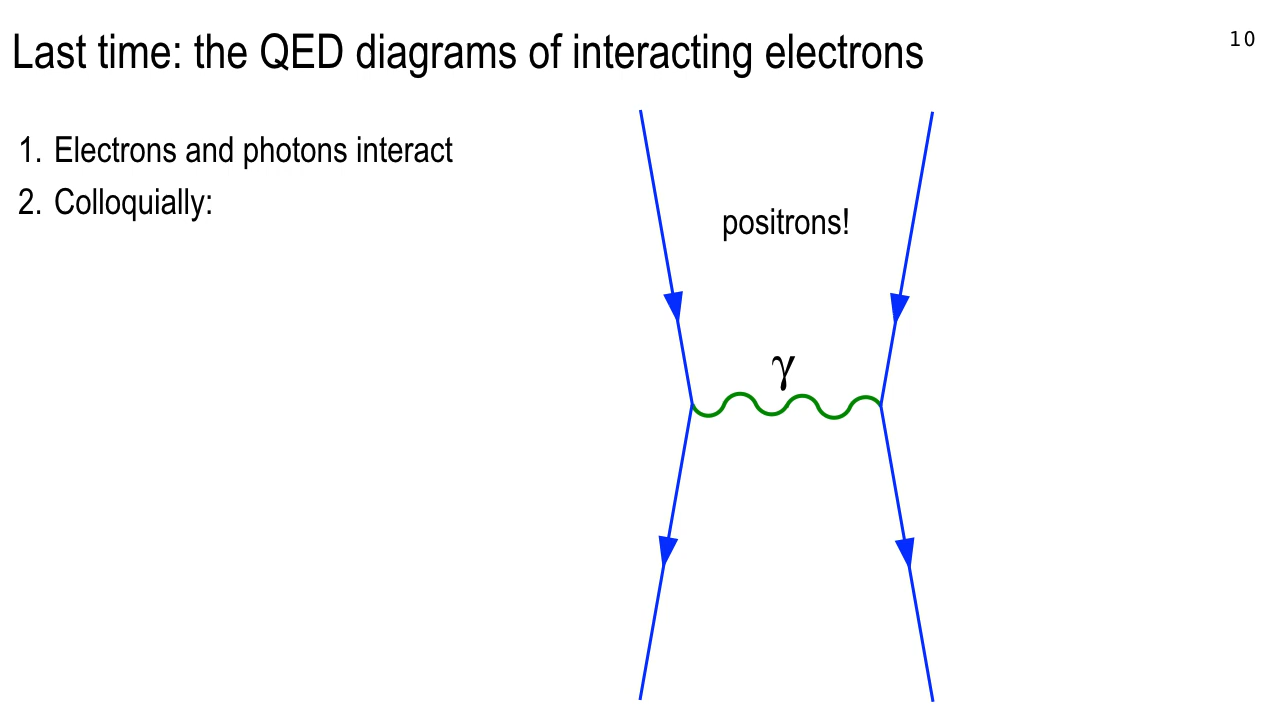 Last time: the QED diagrams of interacting electrons
10
1. Electrons and photons interact
2. Colloquially:
positrons!
γ